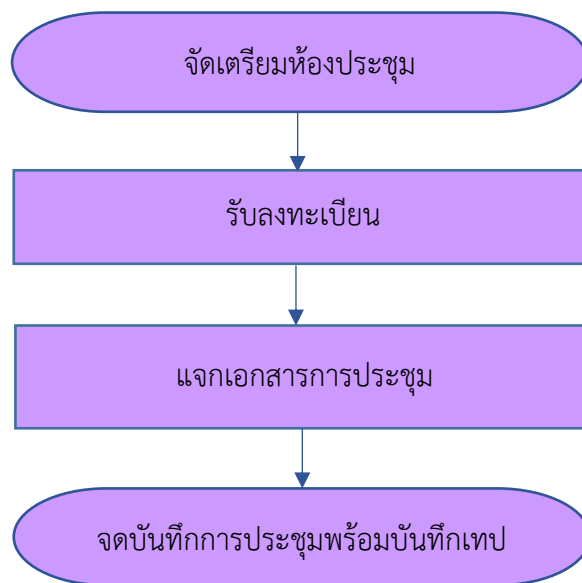 จัดเตรียมห้องประชุม
รับลงทะเบียน
แจกเอกสารการประชุม
จดบันทึกการประชุมพร้อมบันทึกเทป